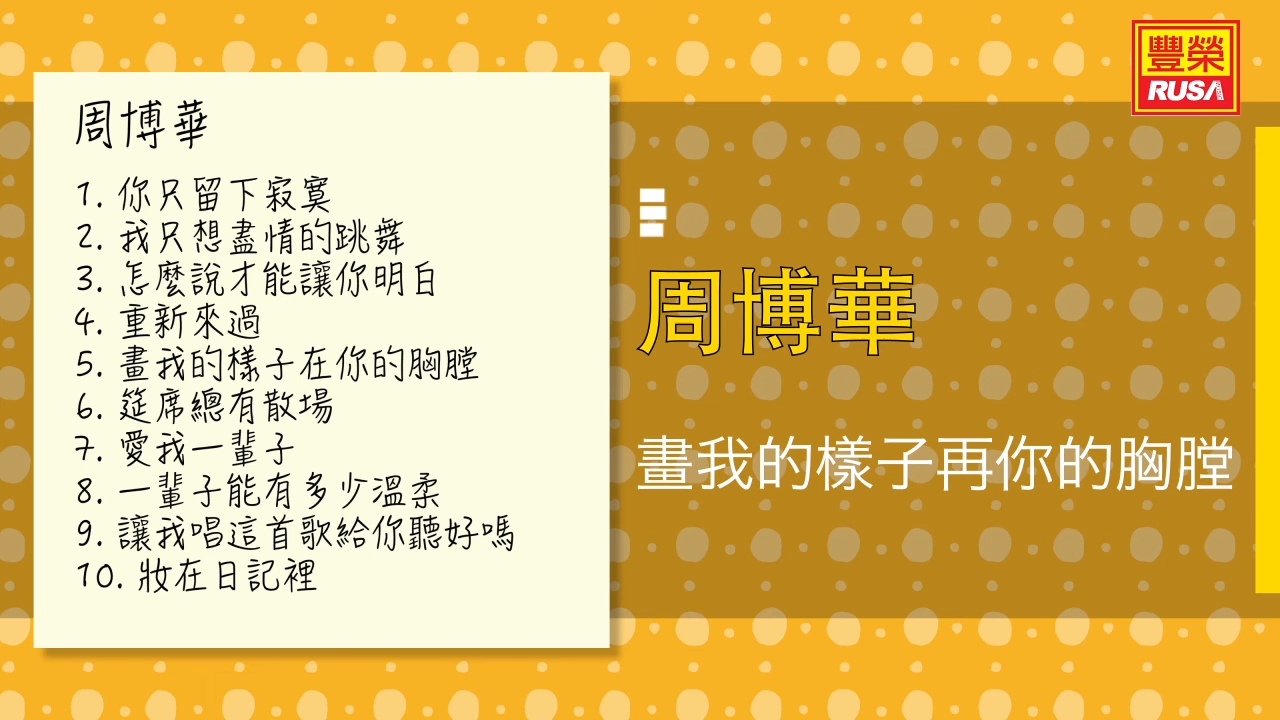 周博華
1. 你只留下寂寞
2. 我只想盡情的跳舞
3. 怎麼說才能讓你明白
4. 重新來過
5. 畫我的樣子在你的胸膛
6. 筵席總有散場
7. 愛我一輩子
8. 一輩子能有多少溫柔
9. 讓我唱這首歌給你聽好嗎
10. 妝在日記裡
豐榮
RUSA
周博華
畫我的樣子再你的胸膛